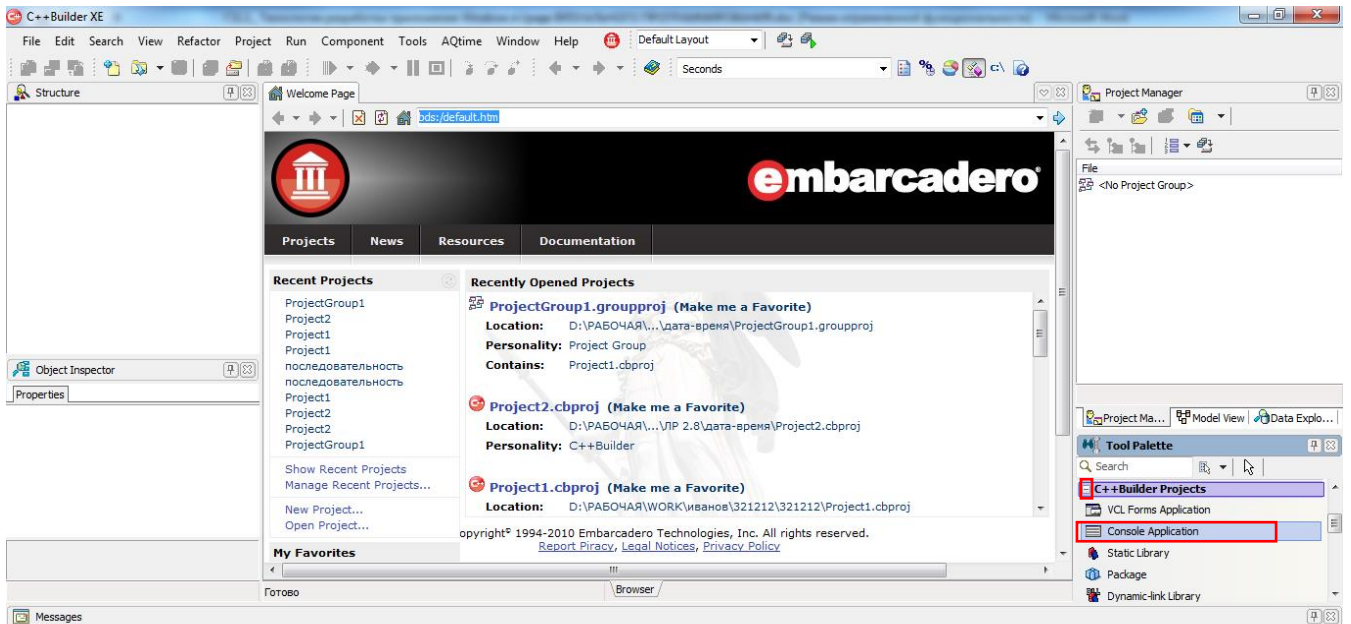 C++Builder XE
File Edit Search View Refactor Project Run Component Tools AQtime Window Help Default Layout
Seconds
Structure
Object Inspector
Properties
Welcome Page
bds:/default.htm
embarcadero
Projects News Resources Documentation
Recent Projects
ProjectGroup1
Project2
Project1
Project1
последовательность
последовательность
Project1
Project2
Project2
ProjectGroup1
Show Recent Projects
Manage Recent Projects...
New Project...
Open Project...
My Favorites
Recently Opened Projects
ProjectGroup1.groupproj (Make me a Favorite)
Location: D:\РАБОЧАЯ\...\дата-время\ProjectGroup1.groupproj
Personality: Project Group
Contains: Project1.cbproj
Project2.cbproj (Make me a Favorite)
Location: D:\РАБОЧАЯ\...\ЛР 2.8\дата-время\Project2.cbproj
Personality: C++Builder
Project1.cbproj (Make me a Favorite)
Location: D:\РАБОЧАЯ\WORK\иванов\321212\321212\Project1.cbproj
opyright© 1994-2010 Embarcadero Technologies, Inc. All rights reserved.
Report Piracy, Legal Notices, Privacy Policy
Готово
Browser
Project Manager
File
<No Project Group>
Project Ma... Model View Data Explo...
Tool Palette
Search
C++Builder Projects
VCL Forms Application
Console Application
Static Library
Package
Dynamic-link Library
Messages